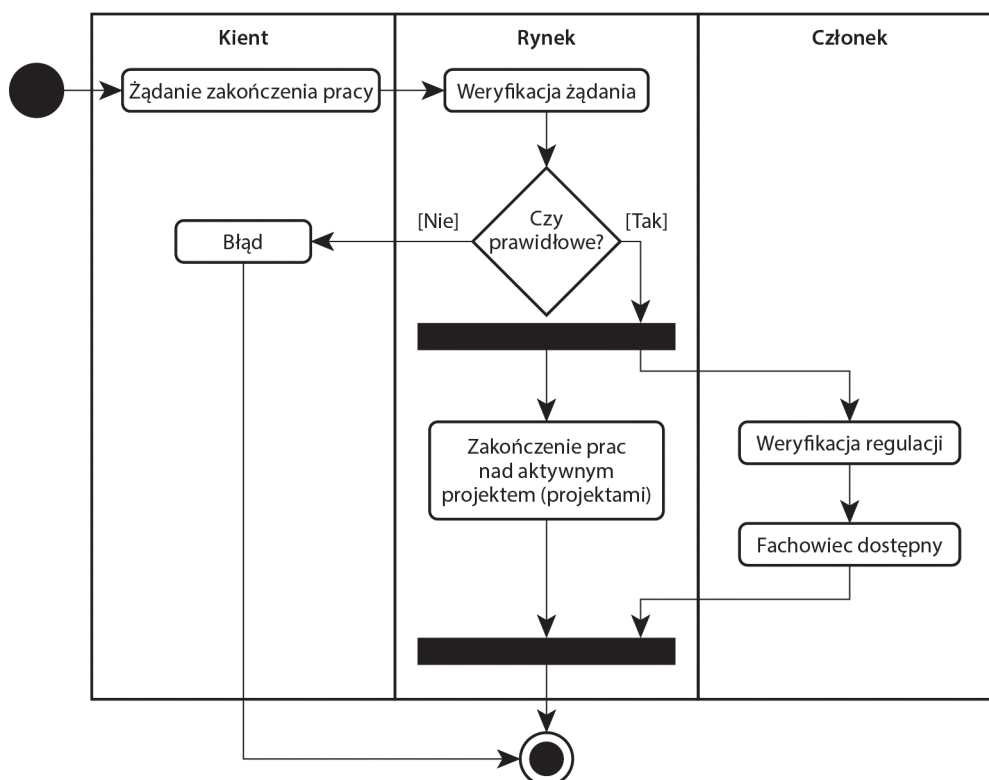 Kient
Rynek
Członek
Żądanie zakończenia pracy
Weryfikacja żądania
[Nie]
Czy
prawidłowe?
[Tak]
Błąd
Zakończenie prac
nad aktywnym
projektem (projektami)
Weryfikacja regulacji
Fachowiec dostępny